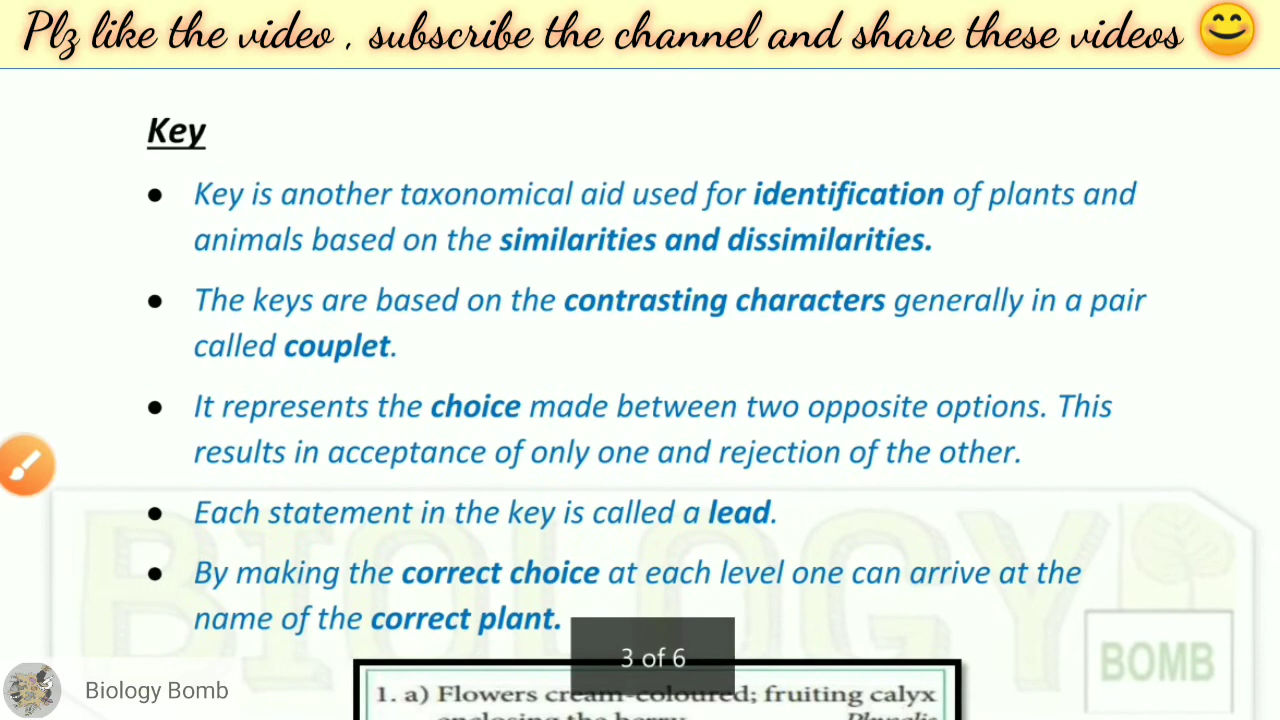 Plz like the video , subscribe the channel and share these videos
Key
Key is another taxonomical aid used for identification of plants and
animals based on the similarities and dissimilarities.
The keys are based on the contrasting characters generally in a pair
called couplet.
It represents the choice made between two opposite options. This
results in acceptance of only one and rejection of the other.
Each statement in the key is called a lead.
By making the correct choice at each level one can arrive at the
name of the correct plant.
3 of 6
1. a) Flowers cream-coloured; fruiting calyx
enclosing the berry
BIOLOGY
BOMB
Biology Bomb